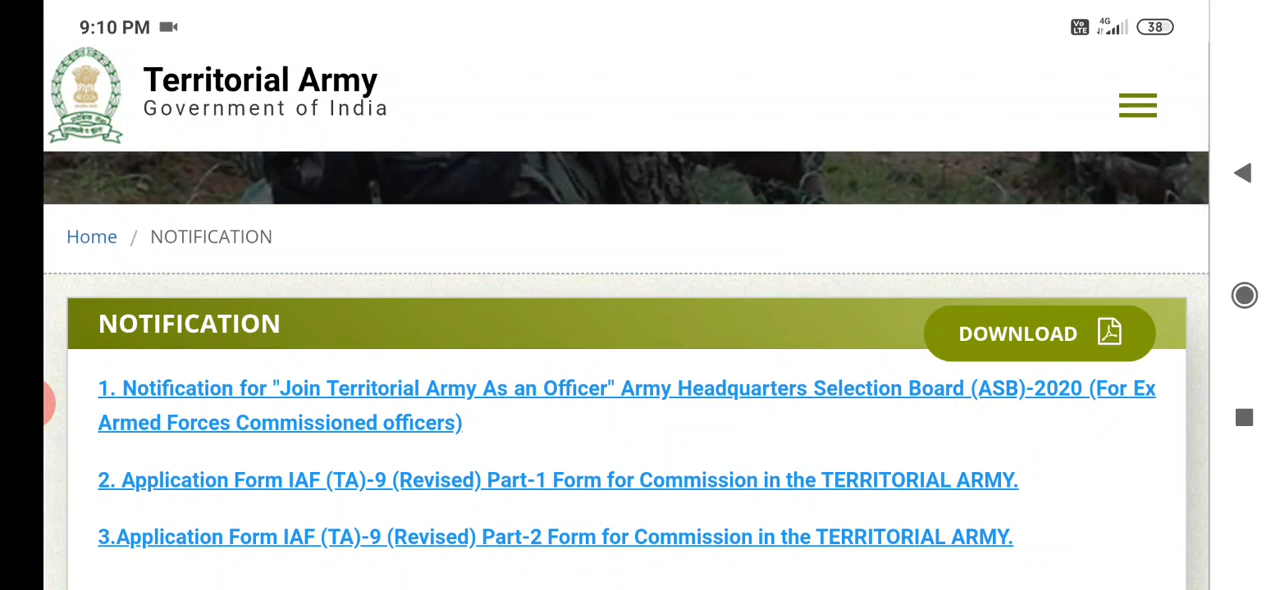 9:10 PM
Vo LTE 4G 38
Territorial Army
Government of India
Home / NOTIFICATION
NOTIFICATION
DOWNLOAD
1. Notification for "Join Territorial Army As an Officer" Army Headquarters Selection Board (ASB)-2020 (For Ex
Armed Forces Commissioned officers)
2. Application Form IAF (TA)-9 (Revised) Part-1 Form for Commission in the TERRITORIAL ARMY.
3.Application Form IAF (TA)-9 (Revised) Part-2 Form for Commission in the TERRITORIAL ARMY.